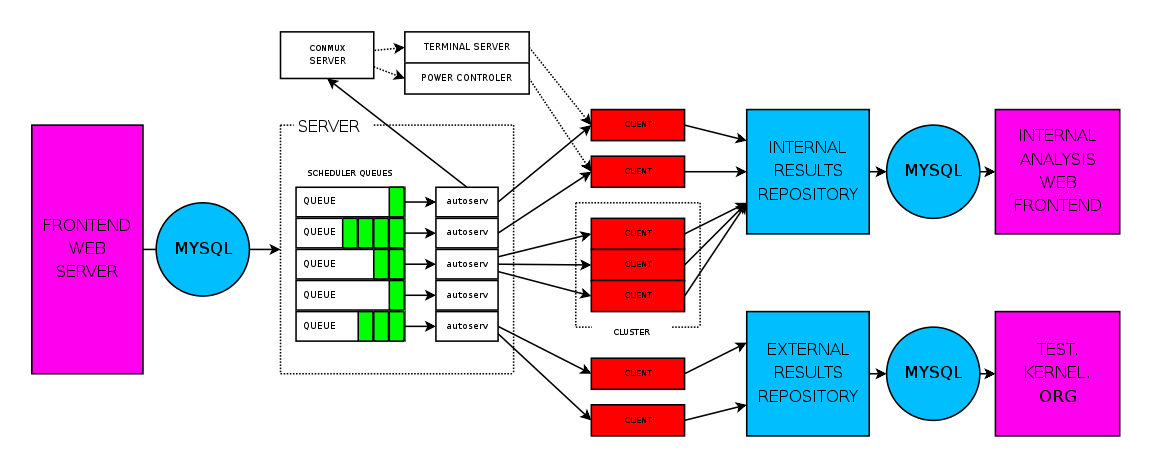 CONMUX
SERVER
TERMINAL SERVER
POWER CONTROLER
SERVER
SCHEDULER QUEUES
QUEUE
autoserv
QUEUE
autoserv
QUEUE
autoserv
QUEUE
autoserv
QUEUE
autoserv
FRONTEND
WEB
SERVER
MYSQL
CLIENT
CLIENT
CLIENT
CLIENT
CLIENT
CLUSTER
CLIENT
CLIENT
INTERNAL
RESULTS
REPOSITORY
MYSQL
INTERNAL
ANALYSIS
WEB
FRONTEND
EXTERNAL
RESULTS
REPOSITORY
MYSQL
TEST.
KERNEL.
ORG